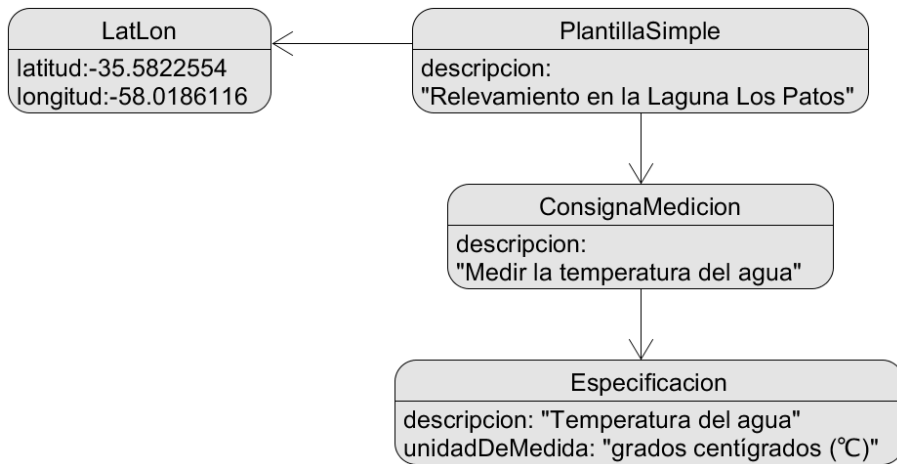 LatLon
latitud:-35.5822554
longitud:-58.0186116
PlantillaSimple
descripcion:
"Relevamiento en la Laguna Los Patos"
ConsignaMedicion
descripcion:
"Medir la temperatura del agua"
Especificacion
descripcion: "Temperatura del agua"
unidadDeMedida: "grados centígrados (℃)"